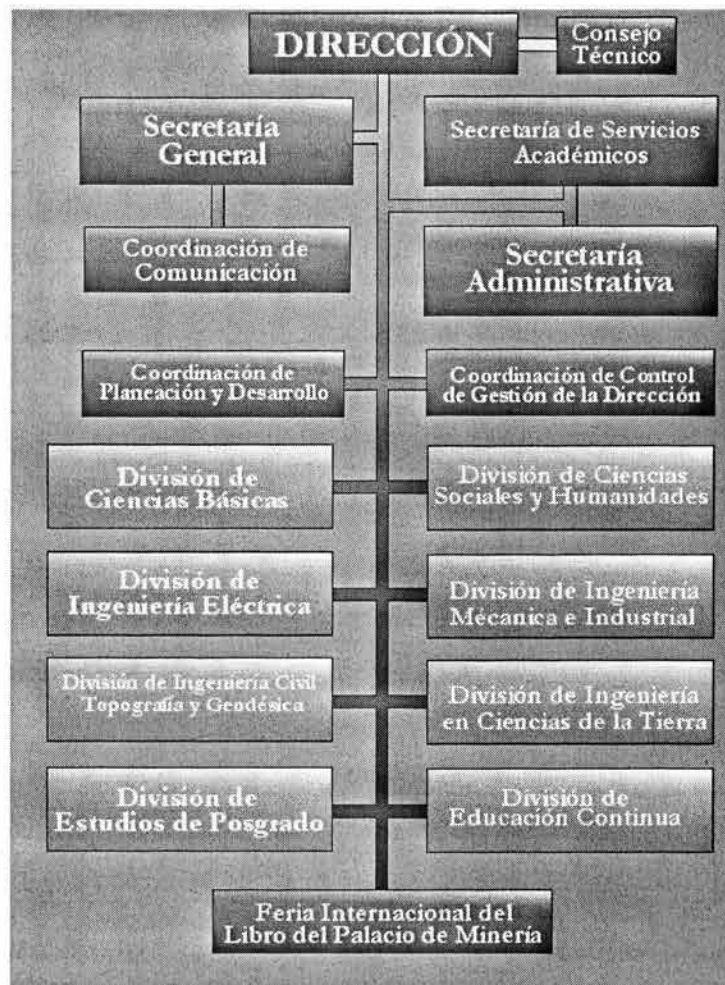 DIRECCIÓN
Consejo
Técnico
Secretaría
General
Secretaría de Servicios
Académicos
Coordinación de
Comunicación
Secretaría
Administrativa
Coordinación de
Planeación y Desarrollo
Coordinación de Control
de Gestión de la Dirección
División de
Ciencias Básicas
División de Ciencias
Sociales y Humanidades
División de
Ingeniería Eléctrica
División de Ingeniería
Mécanica e Industrial
División de Ingeniería Civil
Topografía y Geodésica
División de Ingeniería
en Ciencias de la Tierra
División de
Estudios de Posgrado
División de
Educación Continua
Feria Internacional del
Libro del Palacio de Minería